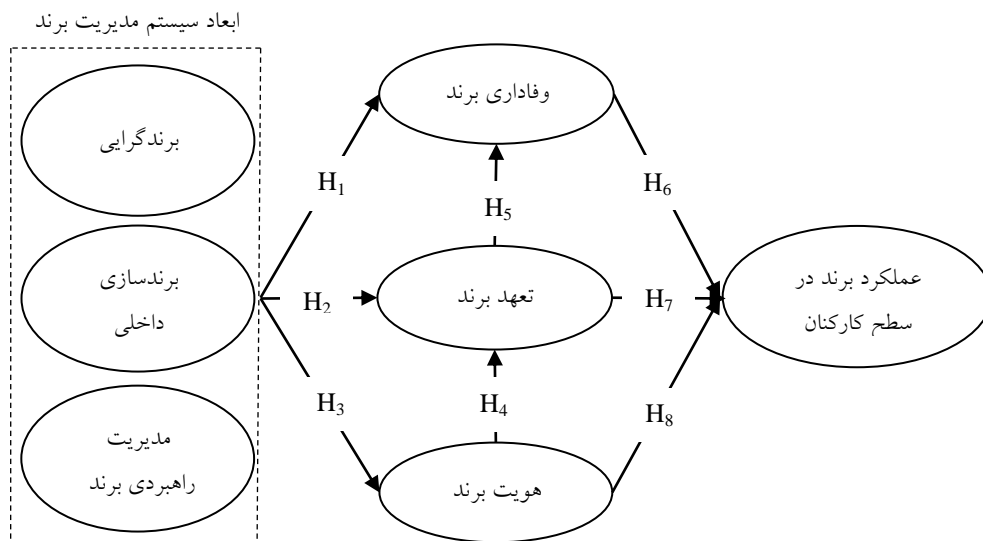 ابعاد سیستم مدیریت برند
برندگرایی
برندسازی
داخلی
مدیریت
راهبردی برند
وفاداری برند
تعهد برند
هویت برند
عملکرد برند در
سطح کارکنان
H1
H2
H3
H4
H5
H6
H7
H8